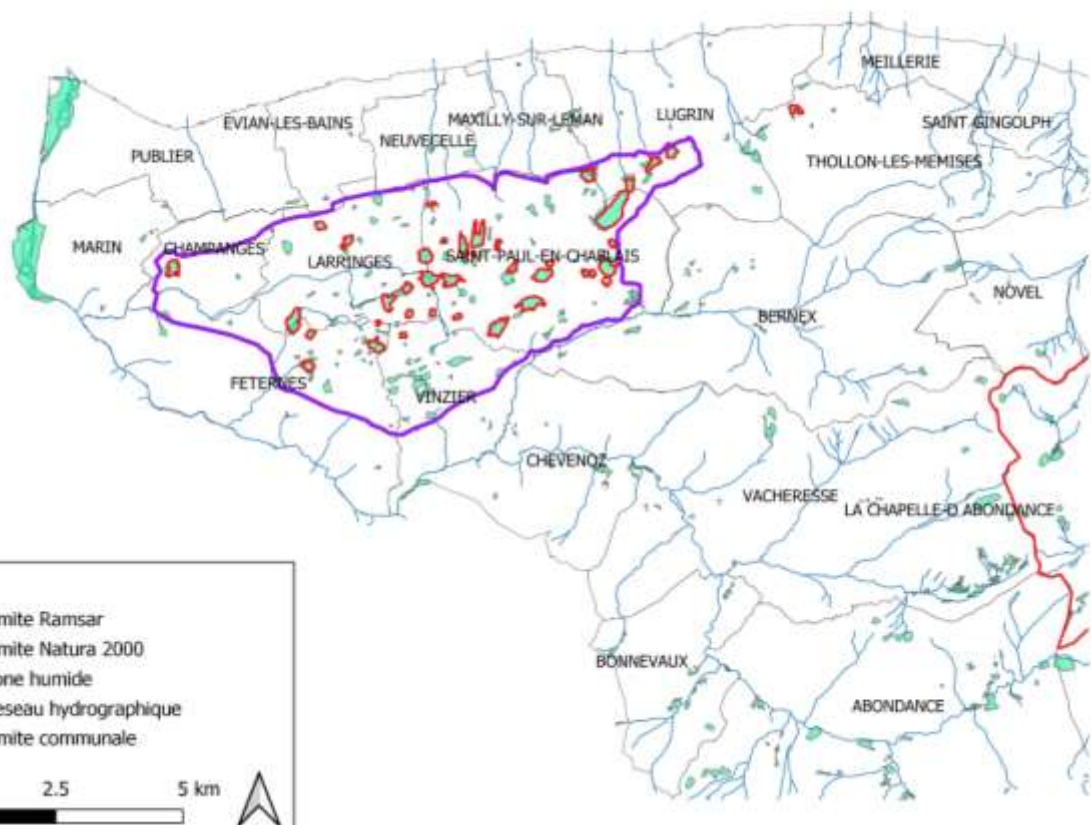 MEILLERIE
LUGRIN
MAXILLY-SUR-LEMAN
EVIAN-LES-BAINS
SAINT GINGOLPH
NEUVECELLE
PUBLIER
THOLLON-LES-MEMISES
MARIN
CHAMPANGES
LARRINGES
SAINT-PAUL-EN-CHABLAIS
NOVEL
BERNEX
FETERNES
VINZIER
CHEVENOZ
VACHERESSE
LA CHAPELLE-D ABONDANCE
BONNEVAUX
ABONDANCE
mite Ramsar
mite Natura 2000
one humide
eseau hydrographique
mite communale
2.5 5 km